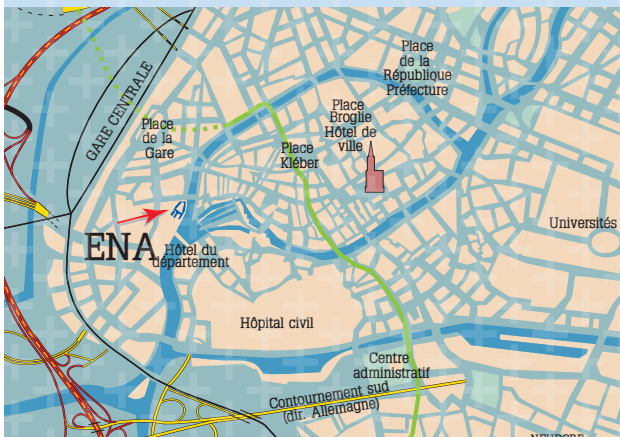 Place
de la
République
Préfecture
GARE CENTRALE
Place
Broglie
Hôtel de
ville
Place
de la
Gare
Place
Kléber
Universités
ENA
Hôtel du
département
Hôpital civil
Centre
administratif
Contournement sud
(dir. Allemagne)